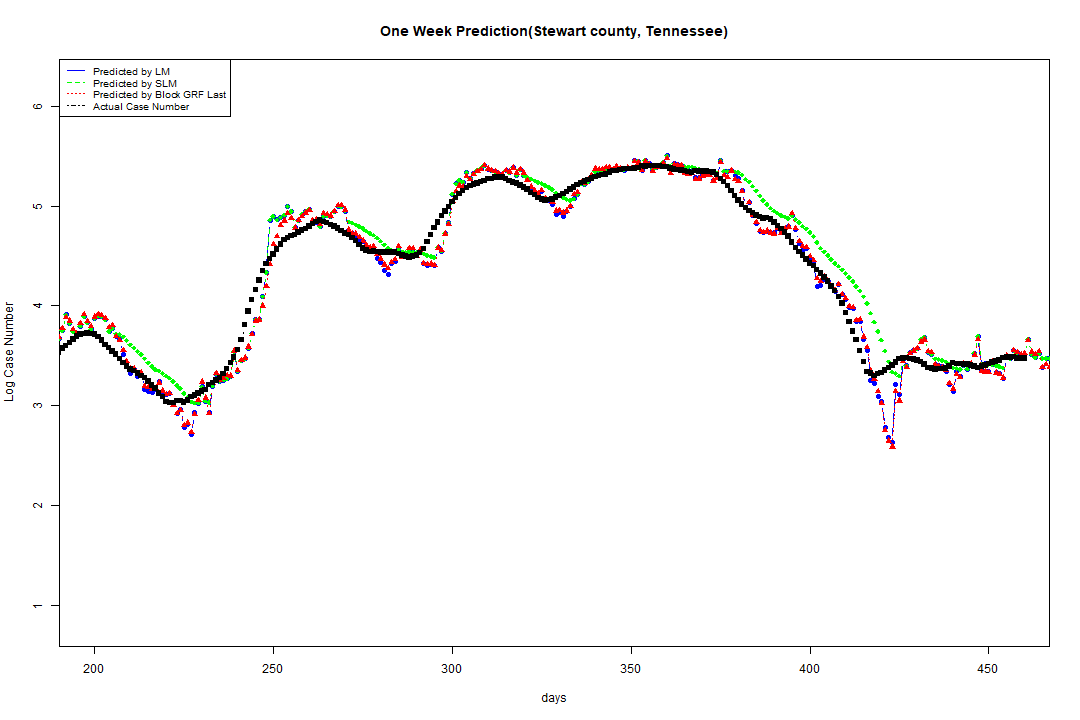 One Week Prediction(Stewart county, Tennessee)
Predicted by LM
Predicted by SLM
Predicted by Block GRF Last
Actual Case Number
6
5
4
3
2
1
Log Case Number
200 250 300 350 400 450
days